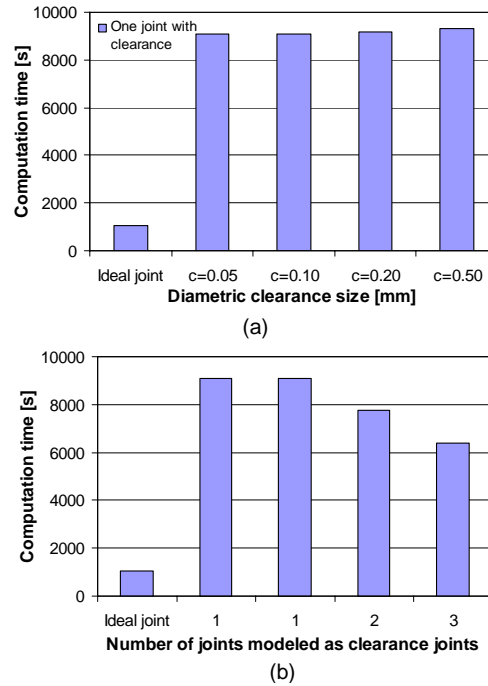 10000
8000
6000
4000
2000
0
Computation time [s]
One joint with
clearance
Ideal joint c=0.05 c=0.10 c=0.20 c=0.50
Diametric clearance size [mm]
(a)
10000
8000
6000
4000
2000
0
Computation time [s]
Ideal joint 1 1 2 3
Number of joints modeled as clearance joints
(b)